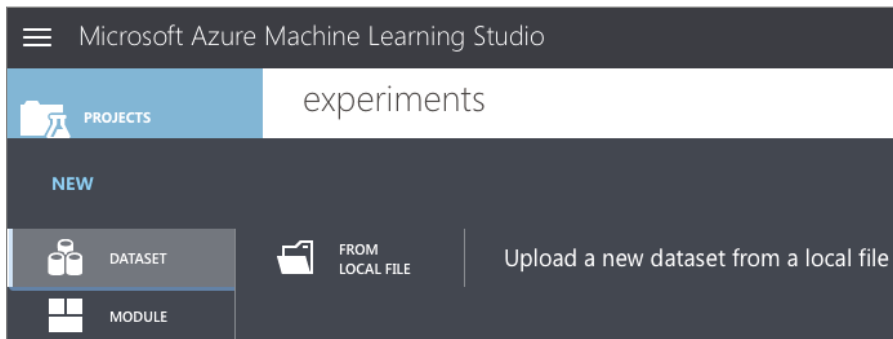 Microsoft Azure Machine Learning Studio
PROJECTS
experiments
NEW
DATASET
FROM
LOCAL FILE
Upload a new dataset from a local file
MODULE